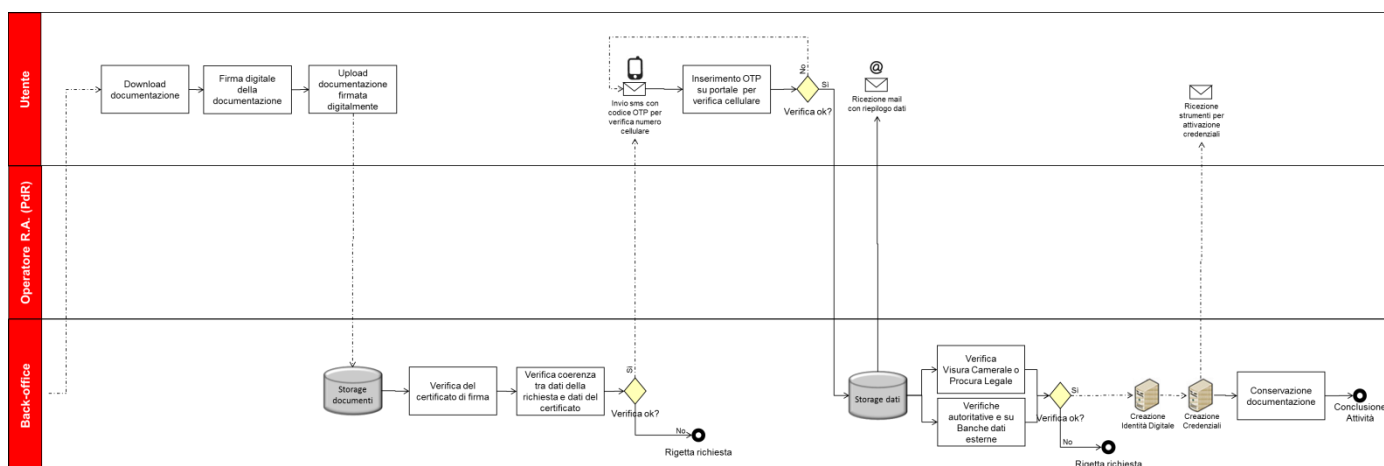 Utente
Download
documentazione
Firma digitale
della
documentazione
Upload
documentazione
firmata
digitalmente
Invio sms con
codice OTP per
verifica numero
cellulare
Inserimento OTP
su portale per
verifica cellulare
No
Si
Verifica ok?
@
Ricezione mail
con riepilogo dati
Ricezione
strumenti per
attivazione
credenziali
Operatore R.A. (PdR)
Back-office
Storage
documenti
Verifica del
certificato di firma
Verifica coerenza
tra dati della
richiesta e dati del
certificato
Si
Verifica ok?
No
Rigetta richiesta
Storage dati
Verifica
Visura Camerale o
Procura Legale
Verifiche
autoritative e su
Banche dati
esterne
Si
Verifica ok?
No
Rigetta richiesta
Creazione
Identità Digitale
Creazione
Credenziali
Conservazione
documentazione
Conclusione
Attività